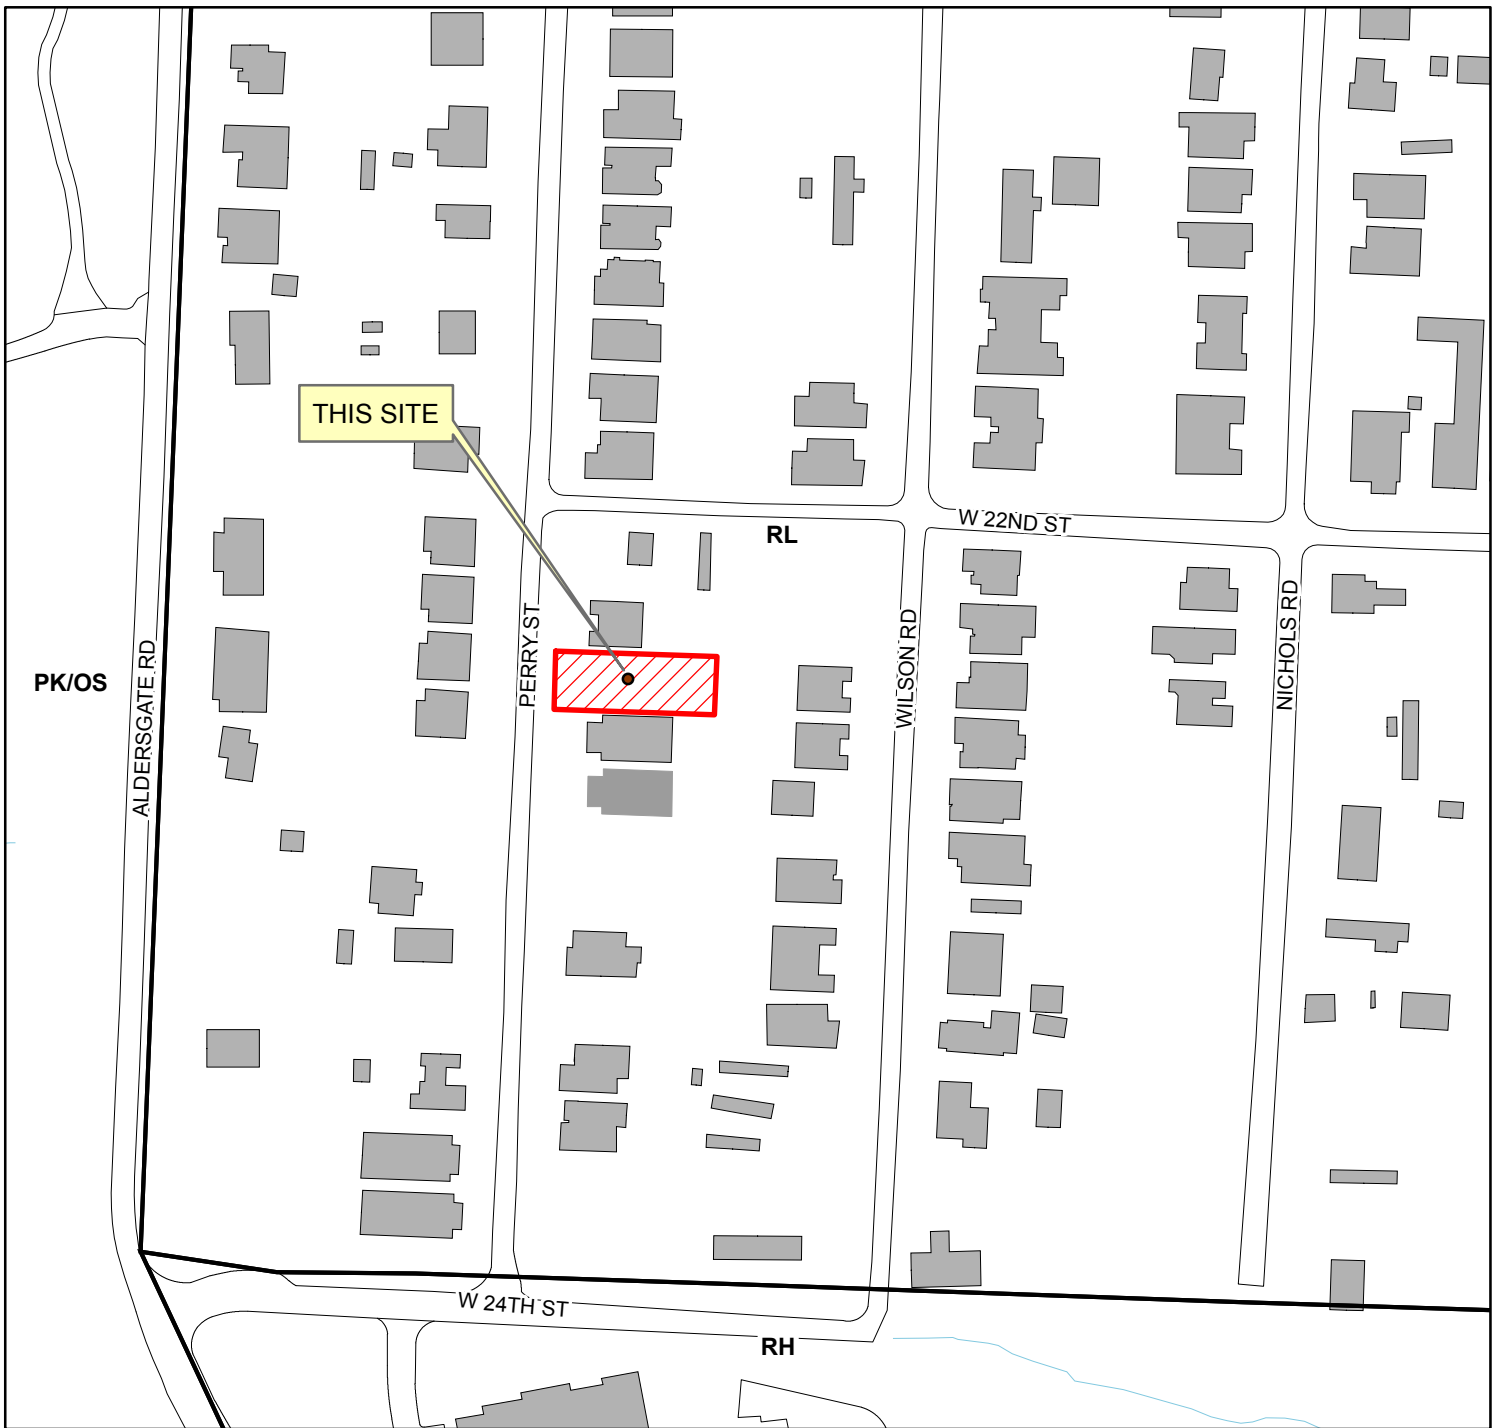 THIS SITE
RL
W 22ND ST
PK/OS
ALDERSGATE RD
PERRY ST
WILSON RD
NICHOLS RD
W 24TH ST
RH